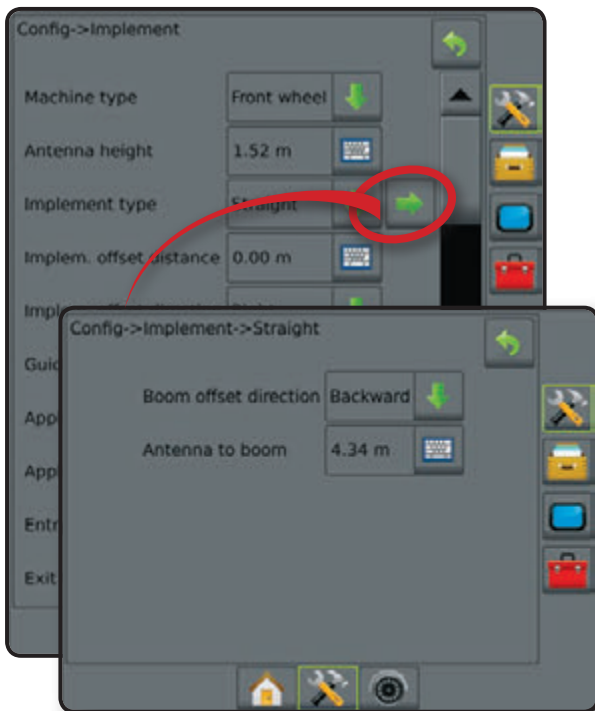 Config->Implement
Machine type Front wheel
Antenna height 1.52 m
Implement type Straight
Implem. offset distance 0.00 m
Config->Implement->Straight
Boom offset direction Backward
Antenna to boom 4.34 m
Exit